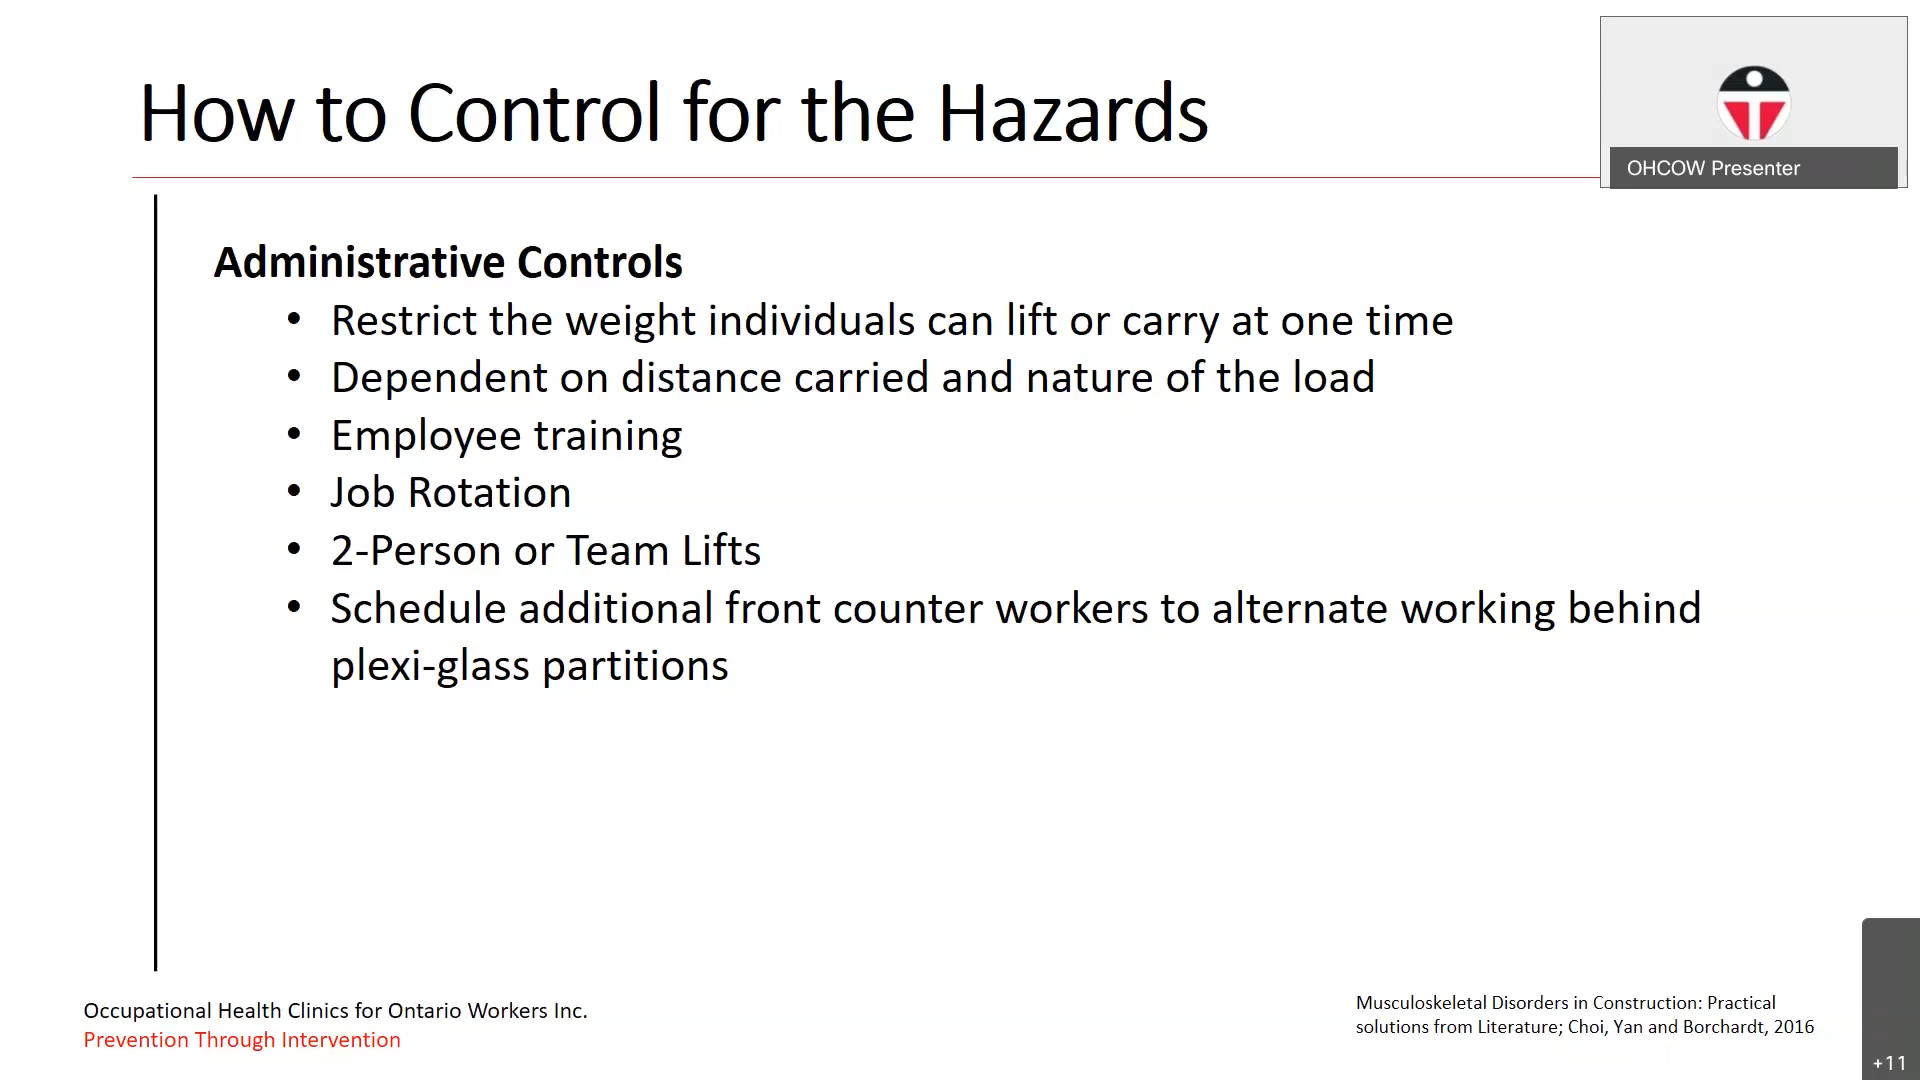 How to Control for the Hazards
OHCOW Presenter
Administrative Controls
• Restrict the weight individuals can lift or carry at one time
• Dependent on distance carried and nature of the load
• Employee training
• Job Rotation
• 2-Person or Team Lifts
• Schedule additional front counter workers to alternate working behind
plexi-glass partitions
Occupational Health Clinics for Ontario Workers Inc.
Prevention Through Intervention
Musculoskeletal Disorders in Construction: Practical
solutions from Literature; Choi, Yan and Borchardt, 2016
+11